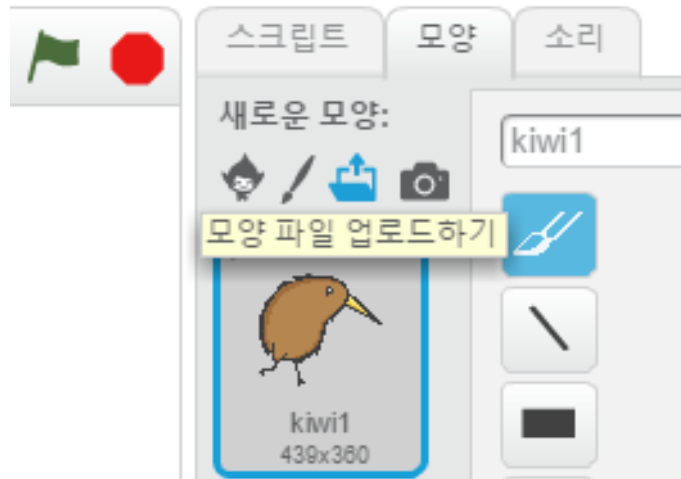 스크립트 모양 소리
새로운 모양:
kiwi1
모양 파일 업로드하기
kiwi1
439x360